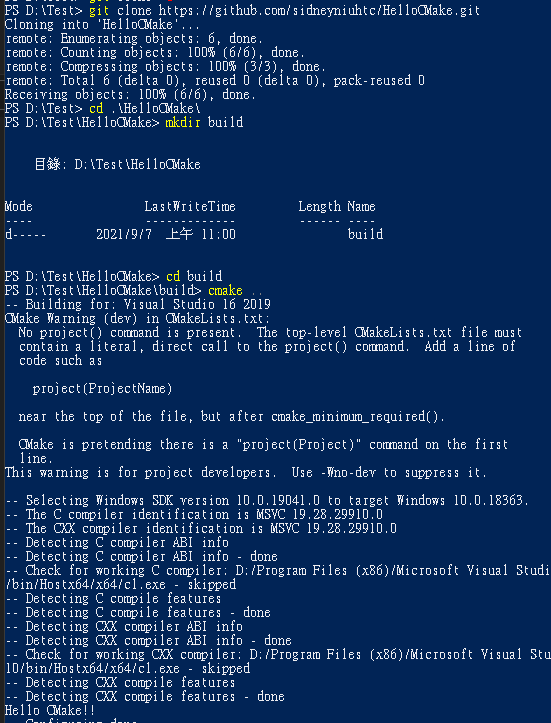 PS D:\Test> git clone https://github.com/sidneyniuhtc/HelloCMake.git
Cloning into 'HelloCMake'...
remote: Enumerating objects: 6, done.
remote: Counting objects: 100% (6/6), done.
remote: Compressing objects: 100% (3/3), done.
remote: Total 6 (delta 0), reused 0 (delta 0), pack-reused 0
Receiving objects: 100% (6/6), done.
PS D:\Test> cd .\HelloCMake\
PS D:\Test\HelloCMake> mkdir build
目錄: D:\Test\HelloCMake
Mode LastWriteTime Length Name
---- ------------- ------ ----
d----- 2021/9/7 上午 11:00 build
PS D:\Test\HelloCMake> cd build
PS D:\Test\HelloCMake\build> cmake ..
-- Building for: Visual Studio 16 2019
CMake Warning (dev) in CMakeLists.txt:
No project() command is present. The top-level CMakeLists.txt file must
contain a literal, direct call to the project() command. Add a line of
code such as
project(ProjectName)
near the top of the file, but after cmake_minimum_required().
CMake is pretending there is a "project(Project)" command on the first
line.
This warning is for project developers. Use -Wno-dev to suppress it.
-- Selecting Windows SDK version 10.0.19041.0 to target Windows 10.0.18363.
-- The C compiler identification is MSVC 19.28.29910.0
-- The CXX compiler identification is MSVC 19.28.29910.0
-- Detecting C compiler ABI info
-- Detecting C compiler ABI info - done
-- Check for working C compiler: D:/Program Files (x86)/Microsoft Visual Studi
/bin/Hostx64/x64/cl.exe - skipped
-- Detecting C compile features
-- Detecting C compile features - done
-- Detecting CXX compiler ABI info
-- Detecting CXX compiler ABI info - done
-- Check for working CXX compiler: D:/Program Files (x86)/Microsoft Visual Stu
10/bin/Hostx64/x64/cl.exe - skipped
-- Detecting CXX compile features
-- Detecting CXX compile features - done
Hello CMake!!